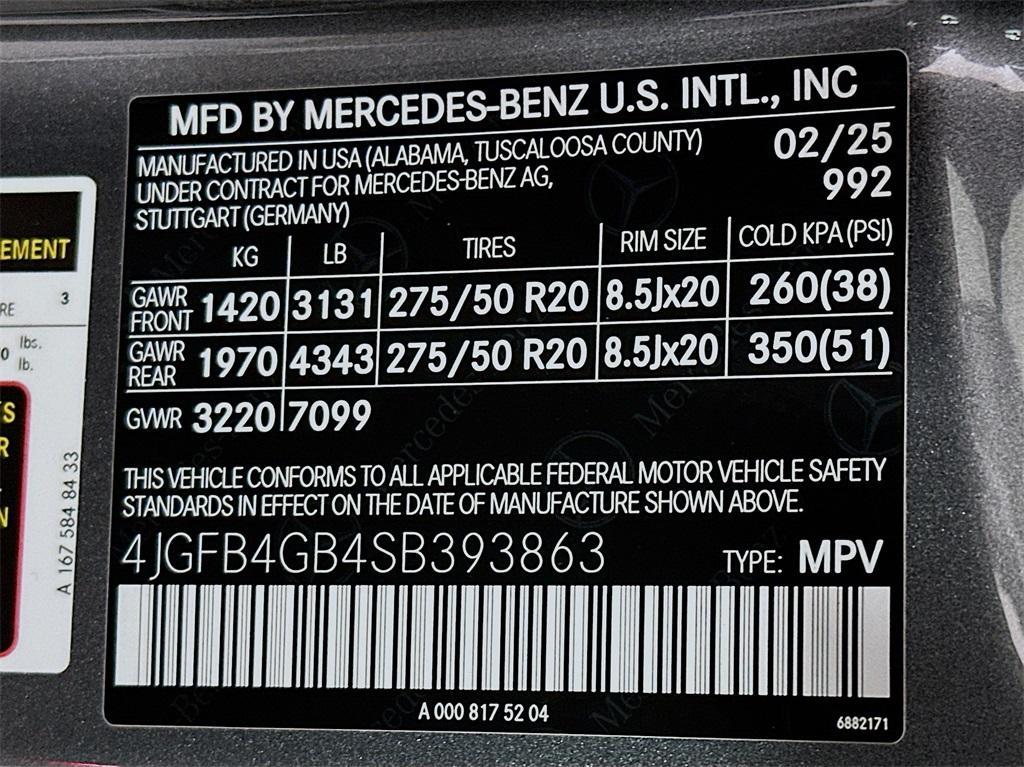 MFD BY MERCEDES-BENZ U.S. INTL., INC
MANUFACTURED IN USA (ALABAMA, TUSCALOOSA COUNTY) 02/25
UNDER CONTRACT FOR MERCEDES-BENZ AG, 992
STUTTGART (GERMANY)
KG LB TIRES RIM SIZE COLD KPA (PSI)
GAWR FRONT 1420 3131 275/50 R20 8.5Jx20 260(38)
GAWR REAR 1970 4343 275/50 R20 8.5Jx20 350(51)
GVWR 3220 7099
THIS VEHICLE CONFORMS TO ALL APPLICABLE FEDERAL MOTOR VEHICLE SAFETY
STANDARDS IN EFFECT ON THE DATE OF MANUFACTURE SHOWN ABOVE.
4JGFB4GB4SB393863 TYPE: MPV
A 000 817 52 04
6882171
3
lbs.
lb.
A 167 584 84 33